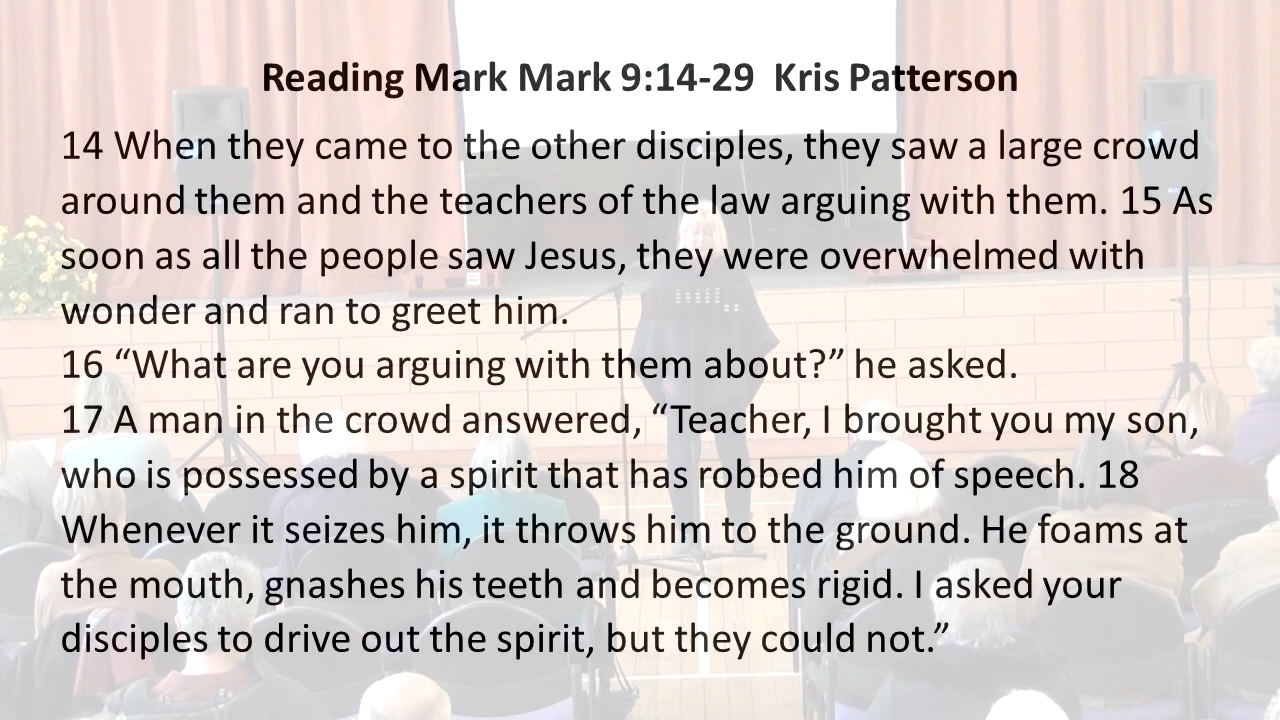 Reading Mark Mark 9:14-29  Kris Patterson
14 When they came to the other disciples, they saw a large crowd
around them and the teachers of the law arguing with them. 15 As
soon as all the people saw Jesus, they were overwhelmed with
wonder and ran to greet him.
16 “What are you arguing with them about?” he asked.
17 A man in the crowd answered, “Teacher, I brought you my son,
who is possessed by a spirit that has robbed him of speech. 18
Whenever it seizes him, it throws him to the ground. He foams at
the mouth, gnashes his teeth and becomes rigid. I asked your
disciples to drive out the spirit, but they could not.”